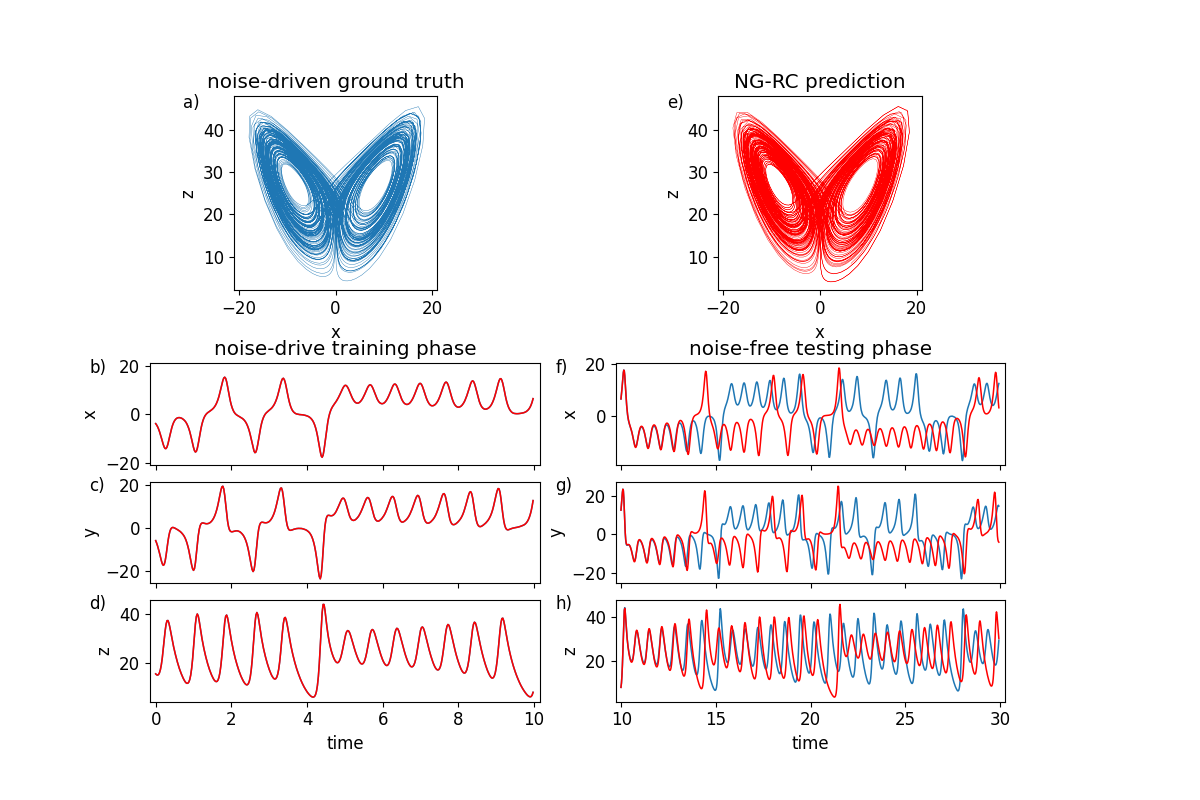 noise-driven ground truth
NG-RC prediction
a)
e)
40
30
20
10
z
−20 0 20
x
40
30
20
10
z
−20 0 20
x
noise-drive training phase
noise-free testing phase
b)
20
0
−20
x
f)
20
0
x
c)
20
0
−20
y
g)
20
0
−20
y
d)
40
20
z
h)
40
20
z
0 2 4 6 8 10
time
10 15 20 25 30
time